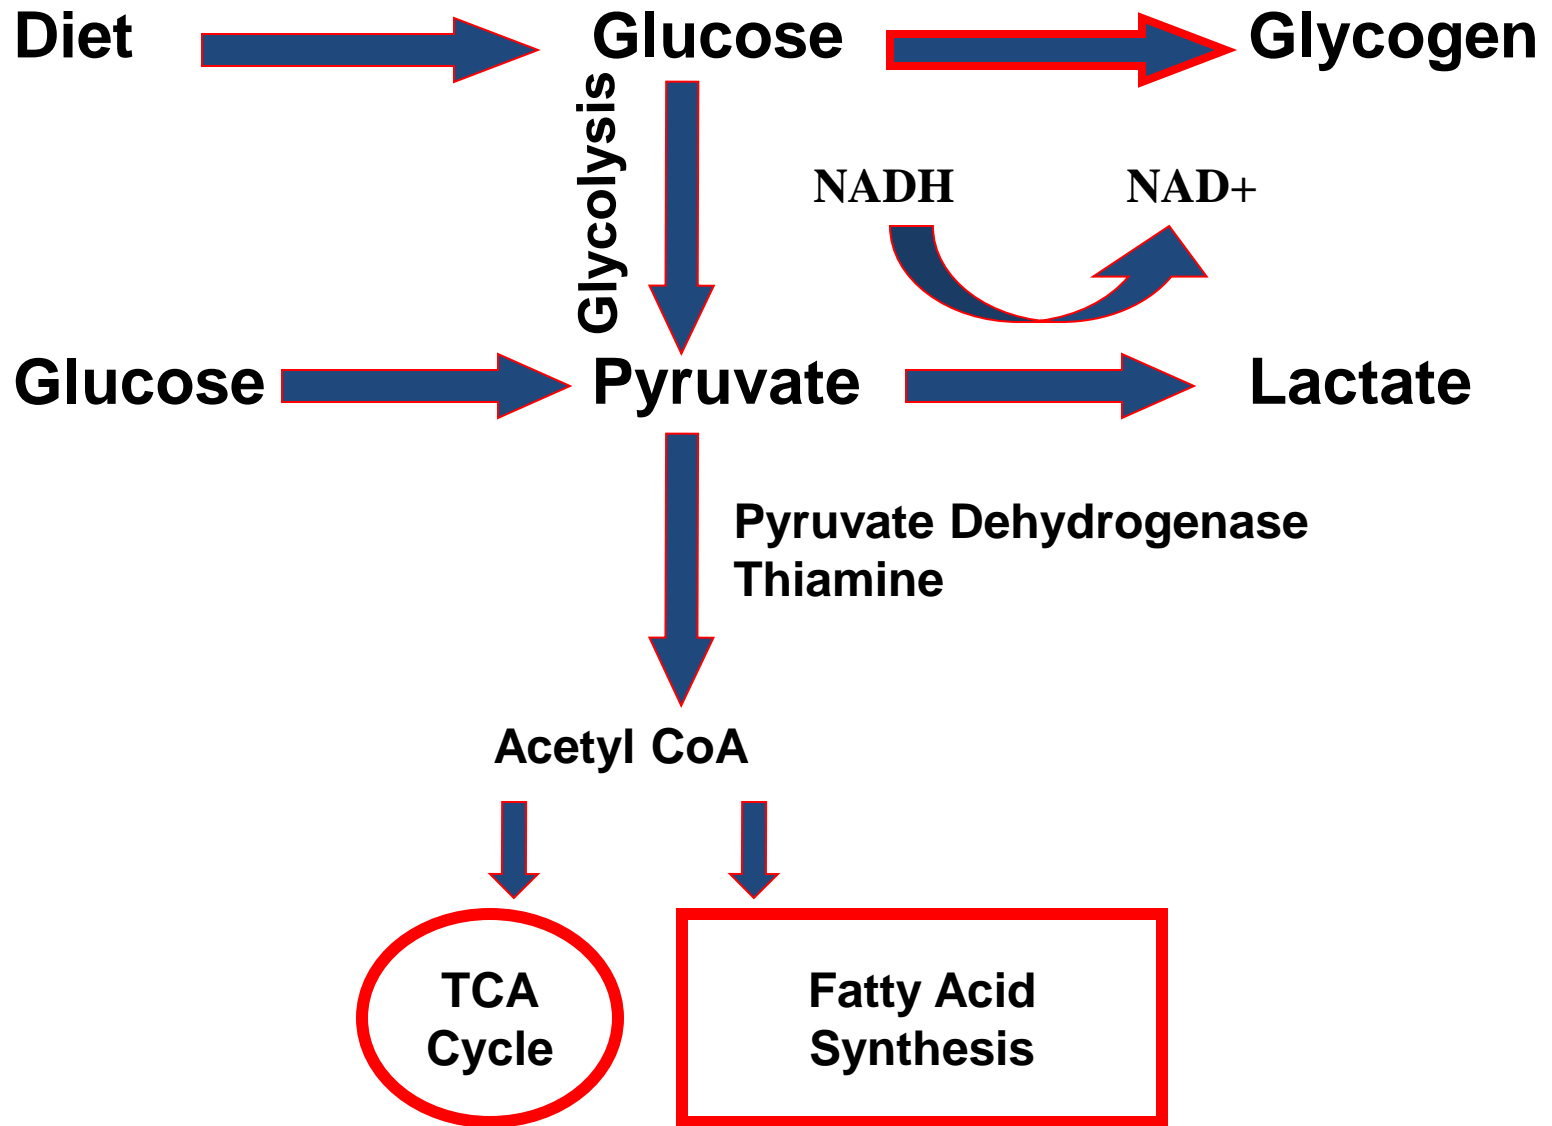 Diet
Glucose
Glycogen
Glycolysis
NADH
NAD+
Glucose
Pyruvate
Lactate
Pyruvate Dehydrogenase
Thiamine
Acetyl CoA
TCA
Cycle
Fatty Acid
Synthesis